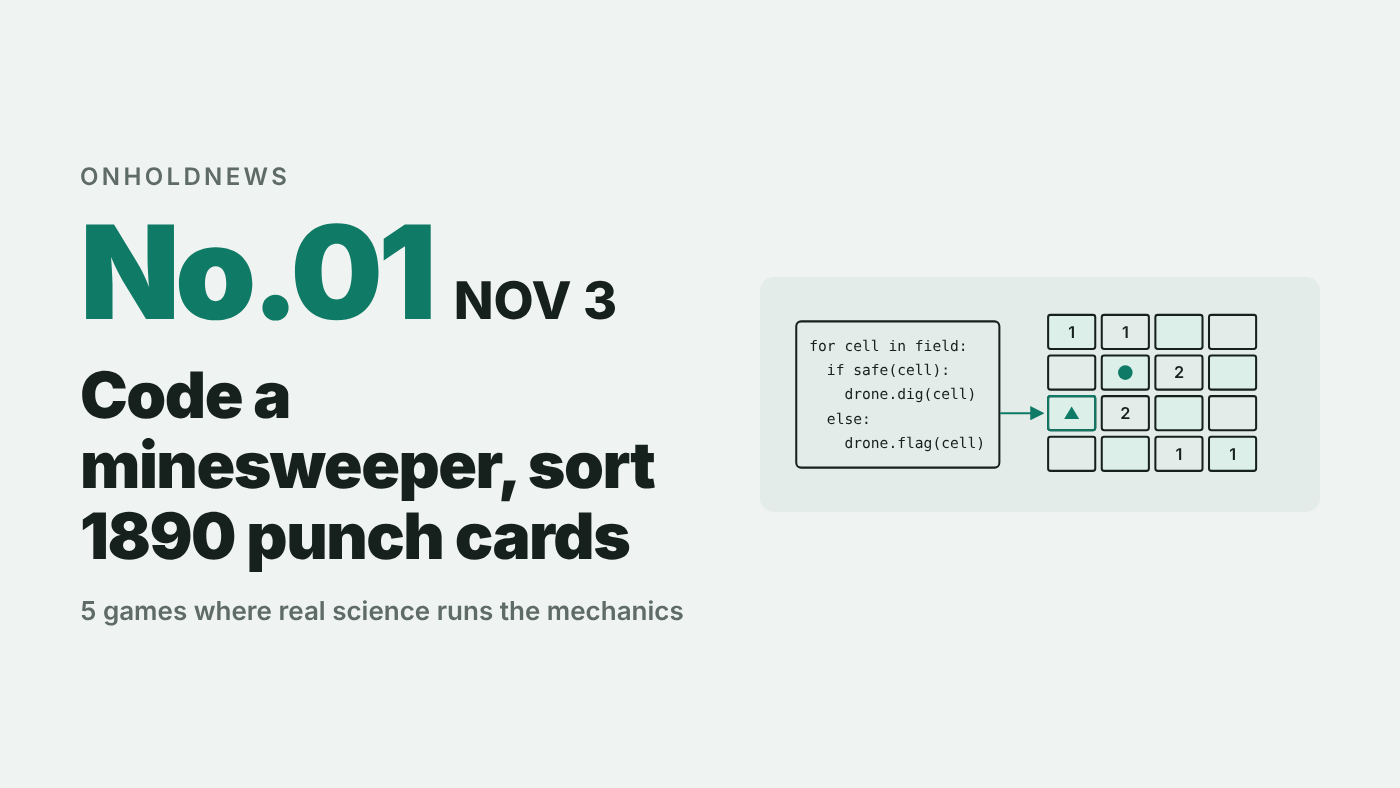 ONHOLDNEWS
No.01 NOV 3
Code a
minesweeper, sort
1890 punch cards
5 games where real science runs the mechanics
for cell in field:
  if safe(cell):
    drone.dig(cell)
  else:
    drone.flag(cell)
1 1
2
2
1 1